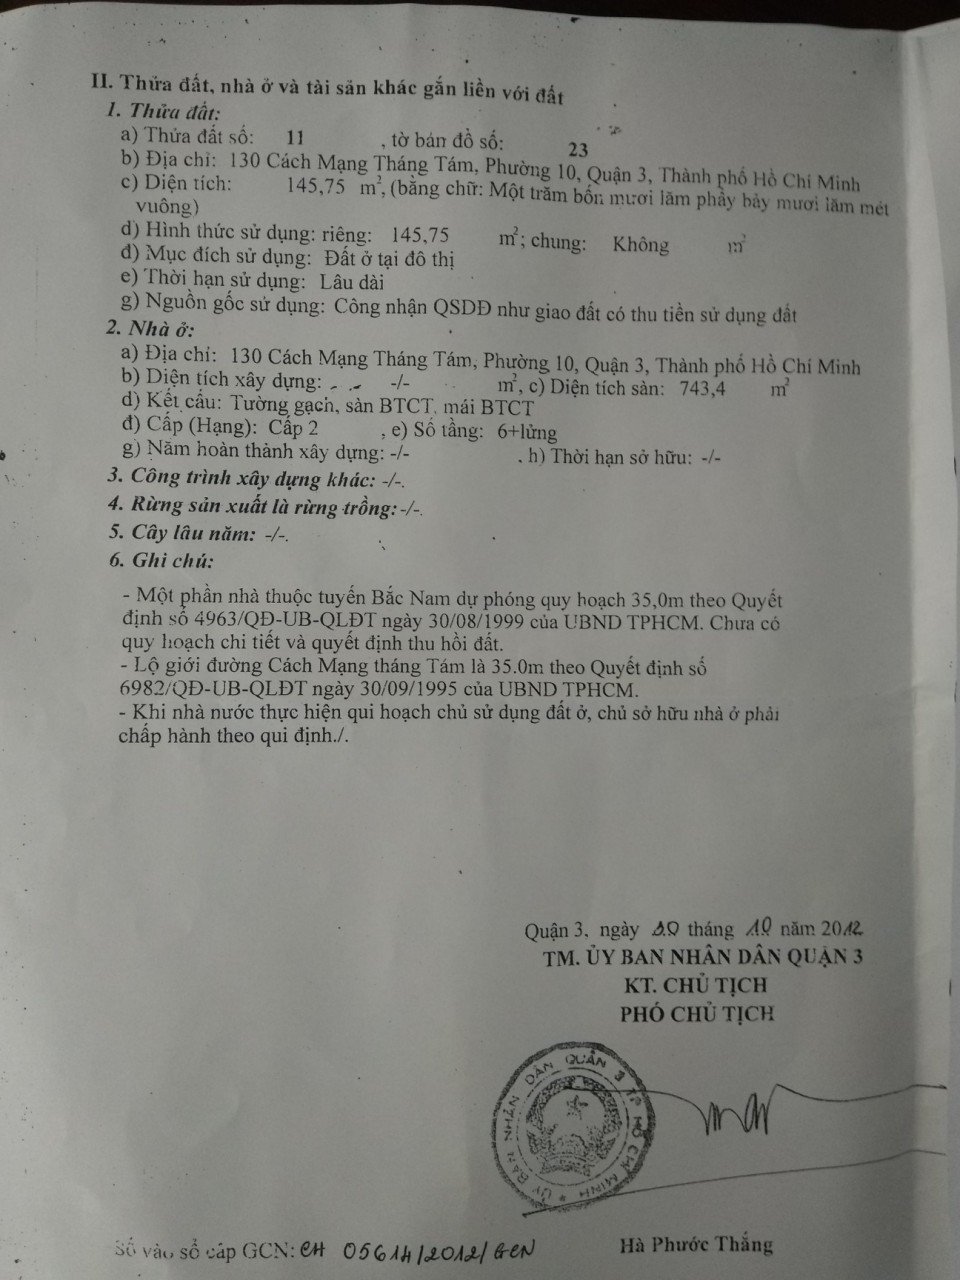 II. Thửa đất, nhà ở và tài sản khác gắn liền với đất
1. Thửa đất:
a) Thửa đất số: 11 , tờ bản đồ số: 23
b) Địa chỉ: 130 Cách Mạng Tháng Tám, Phường 10, Quận 3, Thành phố Hồ Chí Minh
c) Diện tích: 145,75 m², (bằng chữ: Một trăm bốn mươi lăm phẩy bảy mươi lăm mét
vuông)
d) Hình thức sử dụng: riêng: 145,75 m²; chung: Không m²
đ) Mục đích sử dụng: Đất ở tại đô thị
e) Thời hạn sử dụng: Lâu dài
g) Nguồn gốc sử dụng: Công nhận QSDĐ như giao đất có thu tiền sử dụng đất
2. Nhà ở:
a) Địa chỉ: 130 Cách Mạng Tháng Tám, Phường 10, Quận 3, Thành phố Hồ Chí Minh
b) Diện tích xây dựng: -/- m², c) Diện tích sàn: 743,4 m²
d) Kết cấu: Tường gạch, sàn BTCT, mái BTCT
đ) Cấp (Hạng): Cấp 2 , e) Số tầng: 6+lửng
g) Năm hoàn thành xây dựng: -/- , h) Thời hạn sở hữu: -/-
3. Công trình xây dựng khác: -/-.
4. Rừng sản xuất là rừng trồng: -/-.
5. Cây lâu năm: -/-.
6. Ghi chú:
- Một phần nhà thuộc tuyến Bắc Nam dự phóng quy hoạch 35,0m theo Quyết
định số 4963/QĐ-UB-QLĐT ngày 30/08/1999 của UBND TPHCM. Chưa có
quy hoạch chi tiết và quyết định thu hồi đất.
- Lộ giới đường Cách Mạng tháng Tám là 35.0m theo Quyết định số
6982/QĐ-UB-QLĐT ngày 30/09/1995 của UBND TPHCM.
- Khi nhà nước thực hiện qui hoạch chủ sử dụng đất ở, chủ sở hữu nhà ở phải
chấp hành theo qui định./.
Quận 3, ngày tháng 10 năm 2012
TM. ỦY BAN NHÂN DÂN QUẬN 3
KT. CHỦ TỊCH
PHÓ CHỦ TỊCH
ỦY BAN NHÂN DÂN QUẬN 3 TP HỒ CHÍ MINH
Số vào sổ cấp GCN: CH 05614/2012/GCN
Hà Phước Thắng